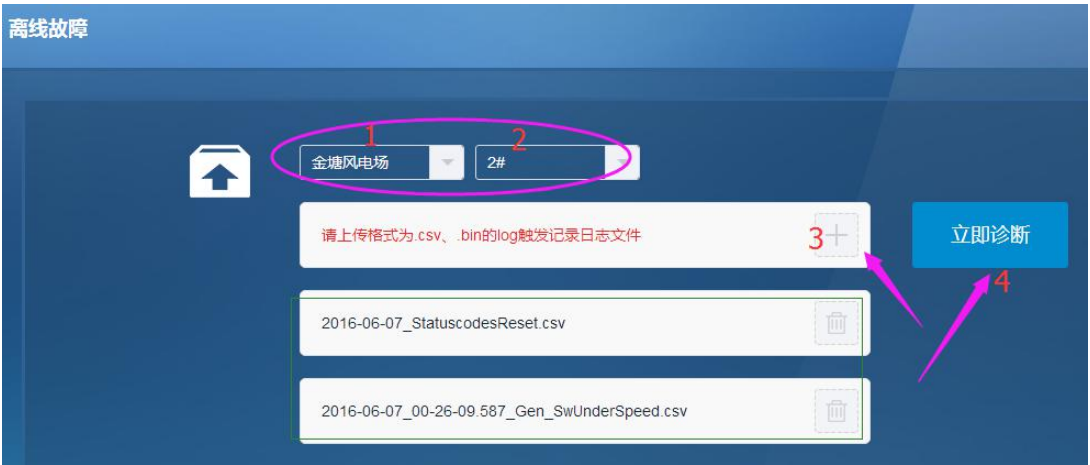 离线故障
1 2
金塘风电场 2#
请上传格式为.csv、.bin的log触发记录日志文件 3 立即诊断
4
2016-06-07_StatuscodesReset.csv
2016-06-07_00-26-09.587_Gen_SwUnderSpeed.csv